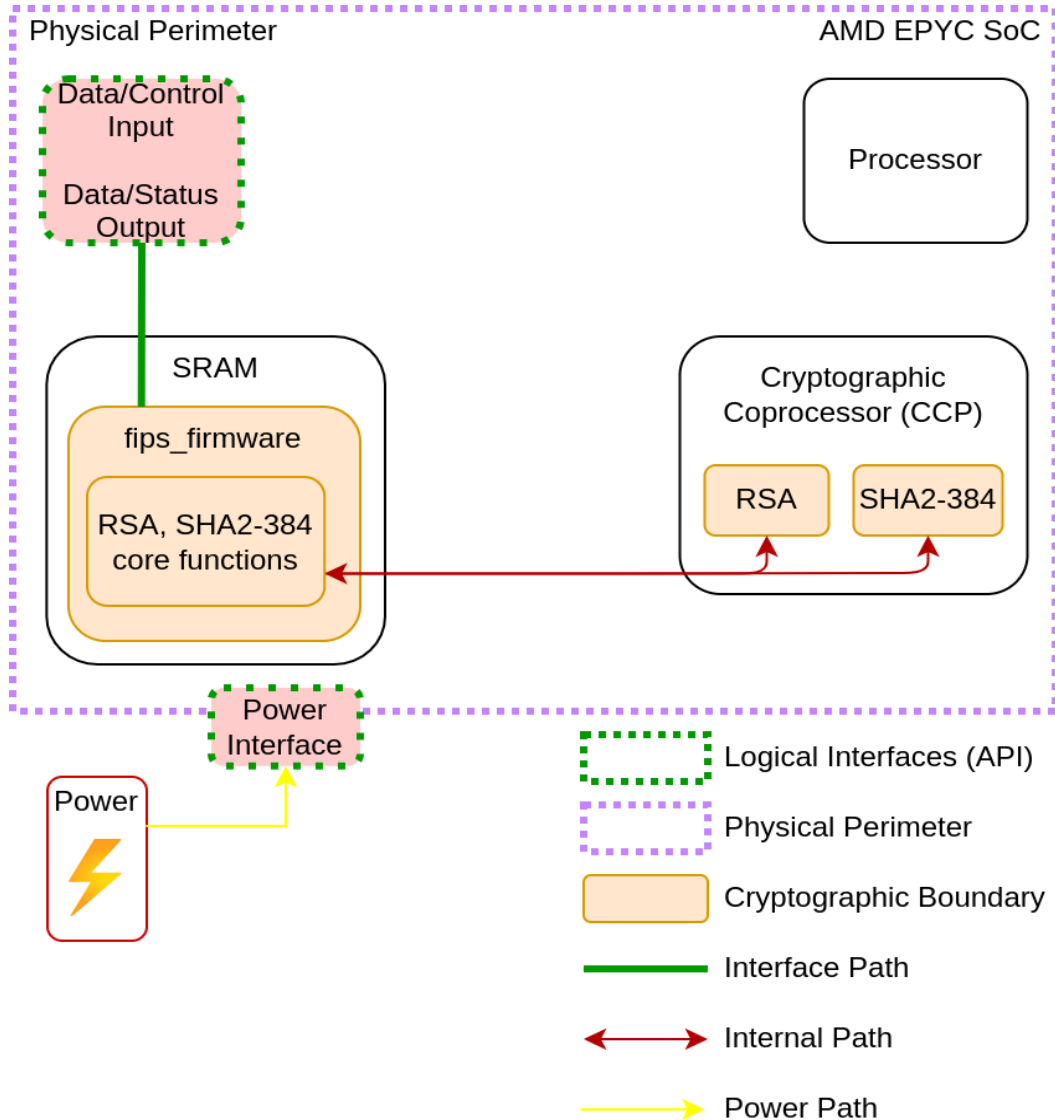 Physical Perimeter
AMD EPYC SoC
Data/Control
Input
Data/Status
Output
Processor
SRAM
fips_firmware
RSA, SHA2-384
core functions
Cryptographic
Coprocessor (CCP)
RSA
SHA2-384
Power
Interface
Power
Logical Interfaces (API)
Physical Perimeter
Cryptographic Boundary
Interface Path
Internal Path
Power Path